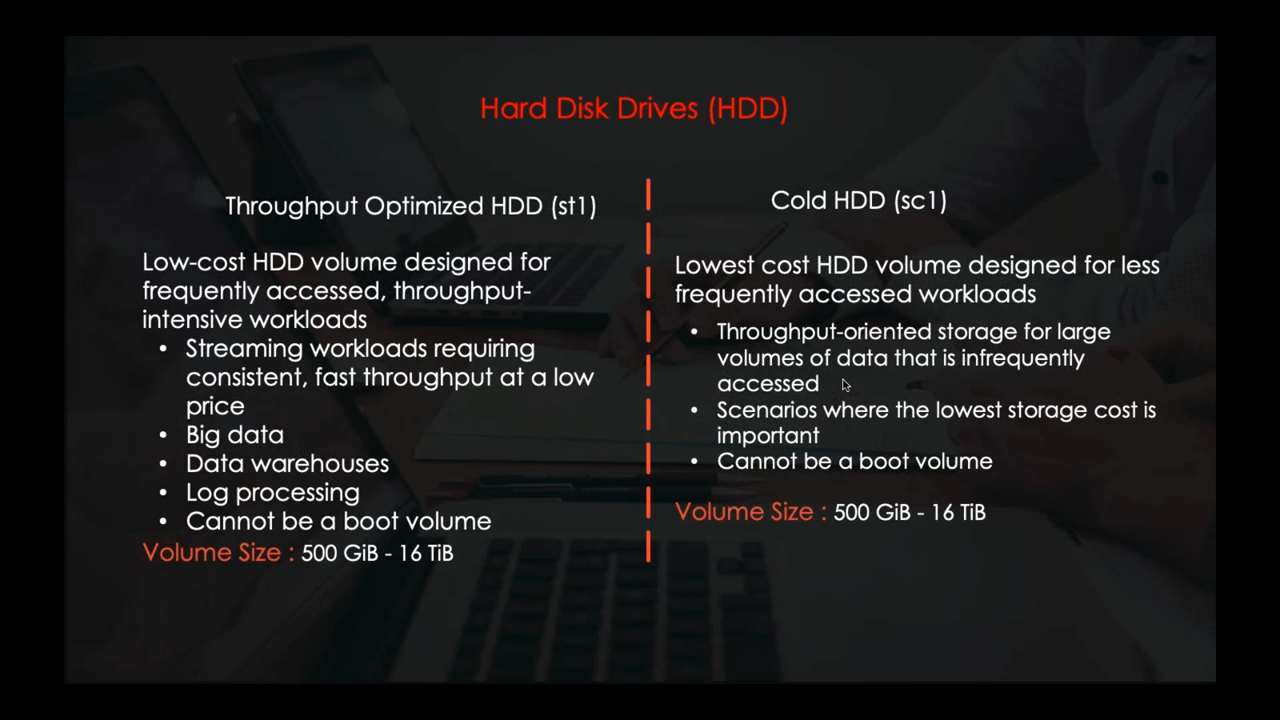 Hard Disk Drives (HDD)
Throughput Optimized HDD (st1)
Low-cost HDD volume designed for
frequently accessed, throughput-
intensive workloads
• Streaming workloads requiring
consistent, fast throughput at a low
price
• Big data
• Data warehouses
• Log processing
• Cannot be a boot volume
Volume Size : 500 GiB - 16 TiB
Cold HDD (sc1)
Lowest cost HDD volume designed for less
frequently accessed workloads
• Throughput-oriented storage for large
volumes of data that is infrequently
accessed
• Scenarios where the lowest storage cost is
important
• Cannot be a boot volume
Volume Size : 500 GiB - 16 TiB